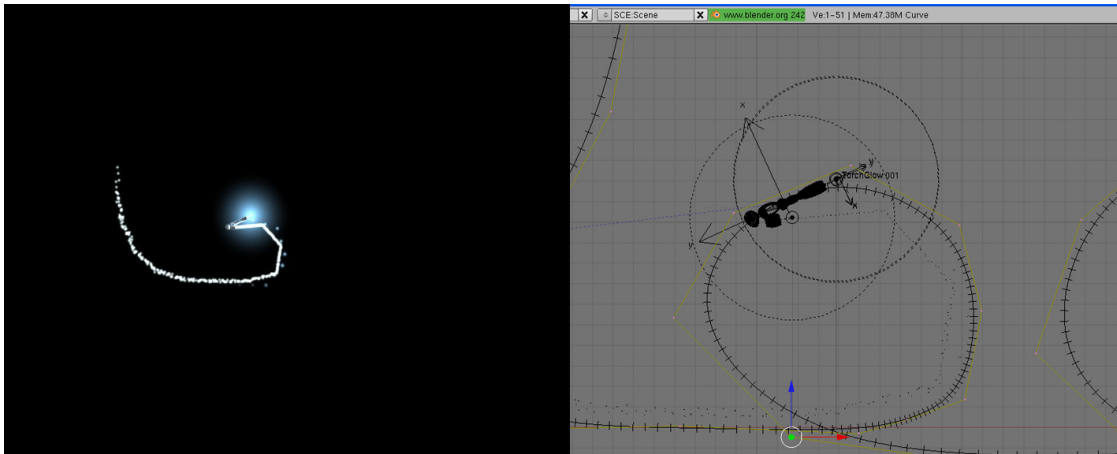 SCE:Scene www.blender.org 242 Ve:1-51 | Mem:47.38M Curve
x
y
TorchGlow.001
x
y